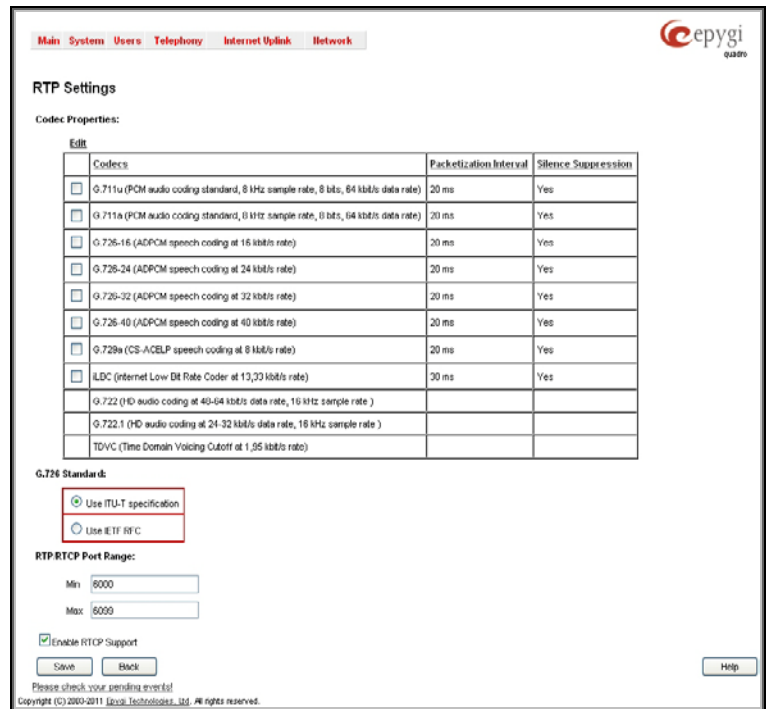 Main System Users Telephony Internet Uplink Network
epygi
quadro
RTP Settings
Codec Properties:
Edit
Codecs Packetization Interval Silence Suppression
G.711u (PCM audio coding standard, 8 kHz sample rate, 8 bits, 64 kbit/s data rate) 20 ms Yes
G.711a (PCM audio coding standard, 8 kHz sample rate, 8 bits, 64 kbit/s data rate) 20 ms Yes
G.726-16 (ADPCM speech coding at 16 kbit/s rate) 20 ms Yes
G.726-24 (ADPCM speech coding at 24 kbit/s rate) 20 ms Yes
G.726-32 (ADPCM speech coding at 32 kbit/s rate) 20 ms Yes
G.726-40 (ADPCM speech coding at 40 kbit/s rate) 20 ms Yes
G.729a (CS-ACELP speech coding at 8 kbit/s rate) 20 ms Yes
iLBC (internet Low Bit Rate Coder at 13,33 kbit/s rate) 30 ms Yes
G.722 (HD audio coding at 48-64 kbit/s data rate, 16 kHz sample rate )
G.722.1 (HD audio coding at 24-32 kbit/s data rate, 16 kHz sample rate )
TDVC (Time Domain Voicing Cutoff at 1,95 kbit/s rate)
G.726 Standard:
Use ITU-T specification
Use IETF RFC
RTP/RTCP Port Range:
Min 6000
Max 6099
Enable RTCP Support
Save Back Help
Please check your pending events!
Copyright (C) 2003-2011 Epygi Technologies, Ltd. All rights reserved.